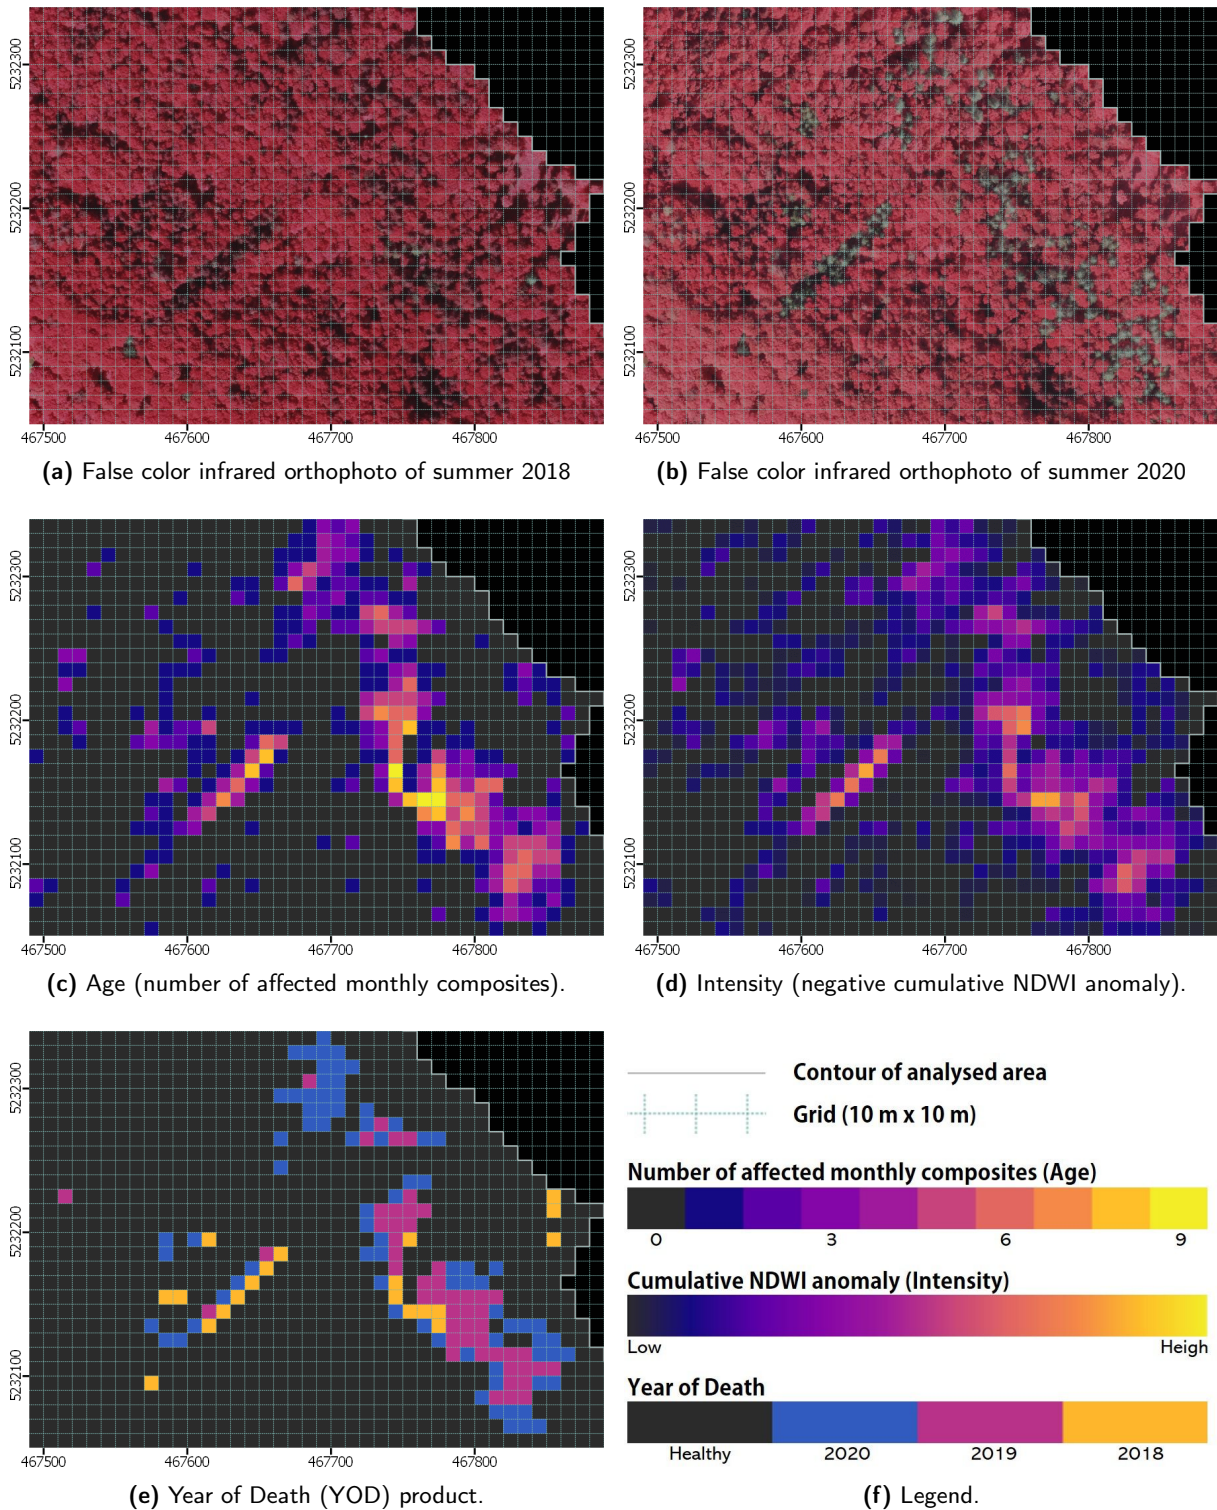 5232300
5232200
5232100
467500 467600 467700 467800
(a) False color infrared orthophoto of summer 2018
5232300
5232200
5232100
467500 467600 467700 467800
(b) False color infrared orthophoto of summer 2020
5232300
5232200
5232100
467500 467600 467700 467800
(c) Age (number of affected monthly composites).
5232300
5232200
5232100
467500 467600 467700 467800
(d) Intensity (negative cumulative NDWI anomaly).
5232300
5232200
5232100
467500 467600 467700 467800
(e) Year of Death (YOD) product.
Contour of analysed area
Grid (10 m x 10 m)
Number of affected monthly composites (Age)
0 3 6 9
Cumulative NDWI anomaly (Intensity)
Low Heigh
Year of Death
Healthy 2020 2019 2018
(f) Legend.